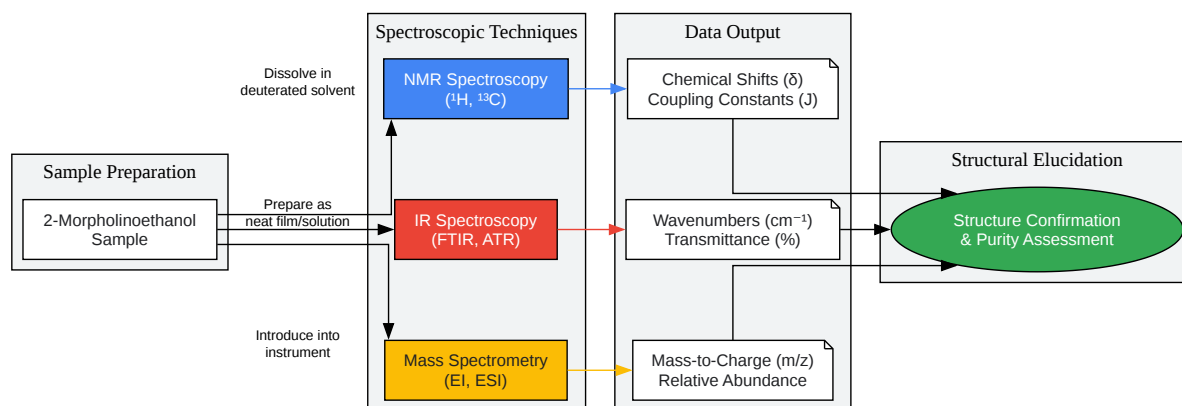 Spectroscopic Techniques
Data Output
Dissolve in
deuterated solvent
NMR Spectroscopy
(¹H, ¹³C)
Chemical Shifts (δ)
Coupling Constants (J)
Sample Preparation
2-Morpholinoethanol
Sample
Prepare as
neat film/solution
IR Spectroscopy
(FTIR, ATR)
Wavenumbers (cm⁻¹)
Transmittance (%)
Structural Elucidation
Structure Confirmation
& Purity Assessment
Introduce into
instrument
Mass Spectrometry
(EI, ESI)
Mass-to-Charge (m/z)
Relative Abundance